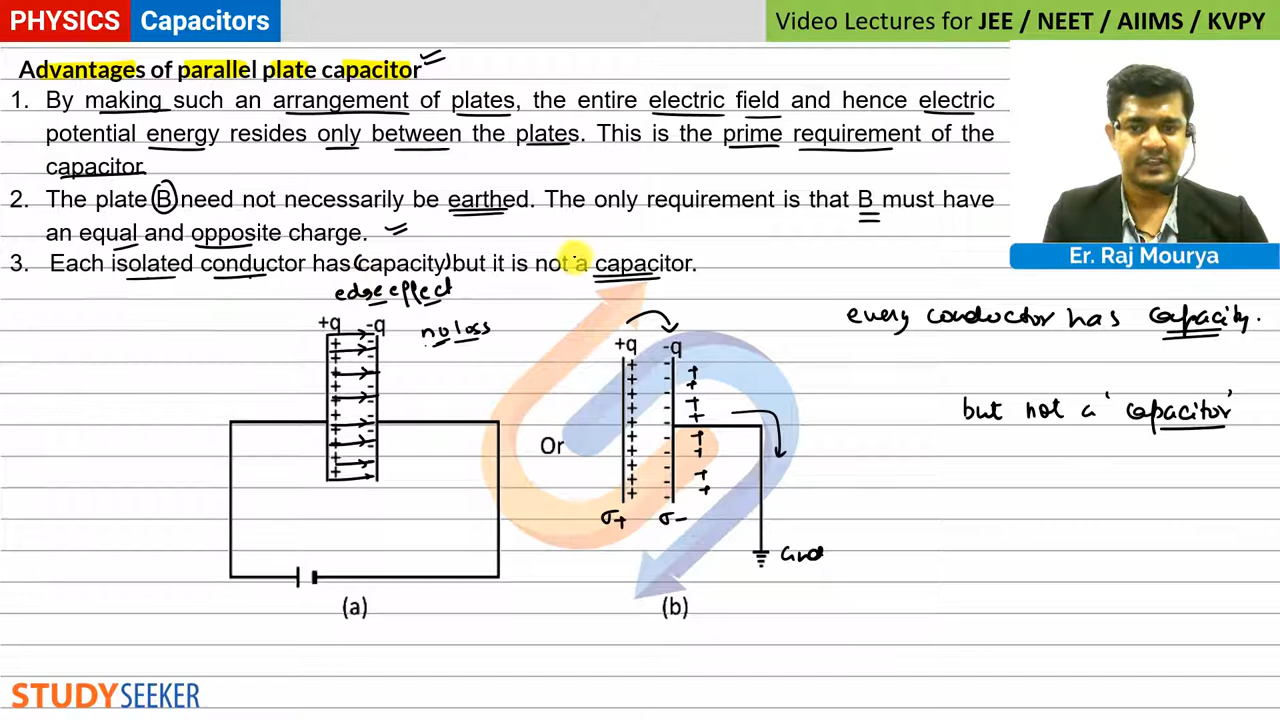 PHYSICS Capacitors Video Lectures for JEE / NEET / AIIMS / KVPY
Advantages of parallel plate capacitor
1. By making such an arrangement of plates, the entire electric field and hence electric
potential energy resides only between the plates. This is the prime requirement of the
capacitor.
2. The plate B need not necessarily be earthed. The only requirement is that B must have
an equal and opposite charge.
3. Each isolated conductor has (capacity) but it is not a capacitor.
Er. Raj Mourya
edge effect
+q -q
no loss
+q -q
every conductor has capacity.
but not a 'capacitor'
Or
σ+ σ-
Gnd
(a) (b)
STUDYSEEKER